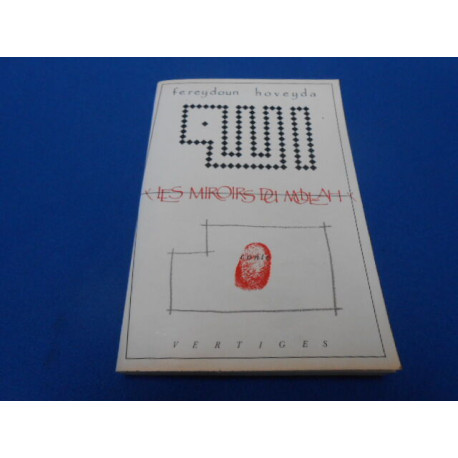 fereydoun hoveyda
LES MIROIRS DU MOLLAH
conte
VERTIGES